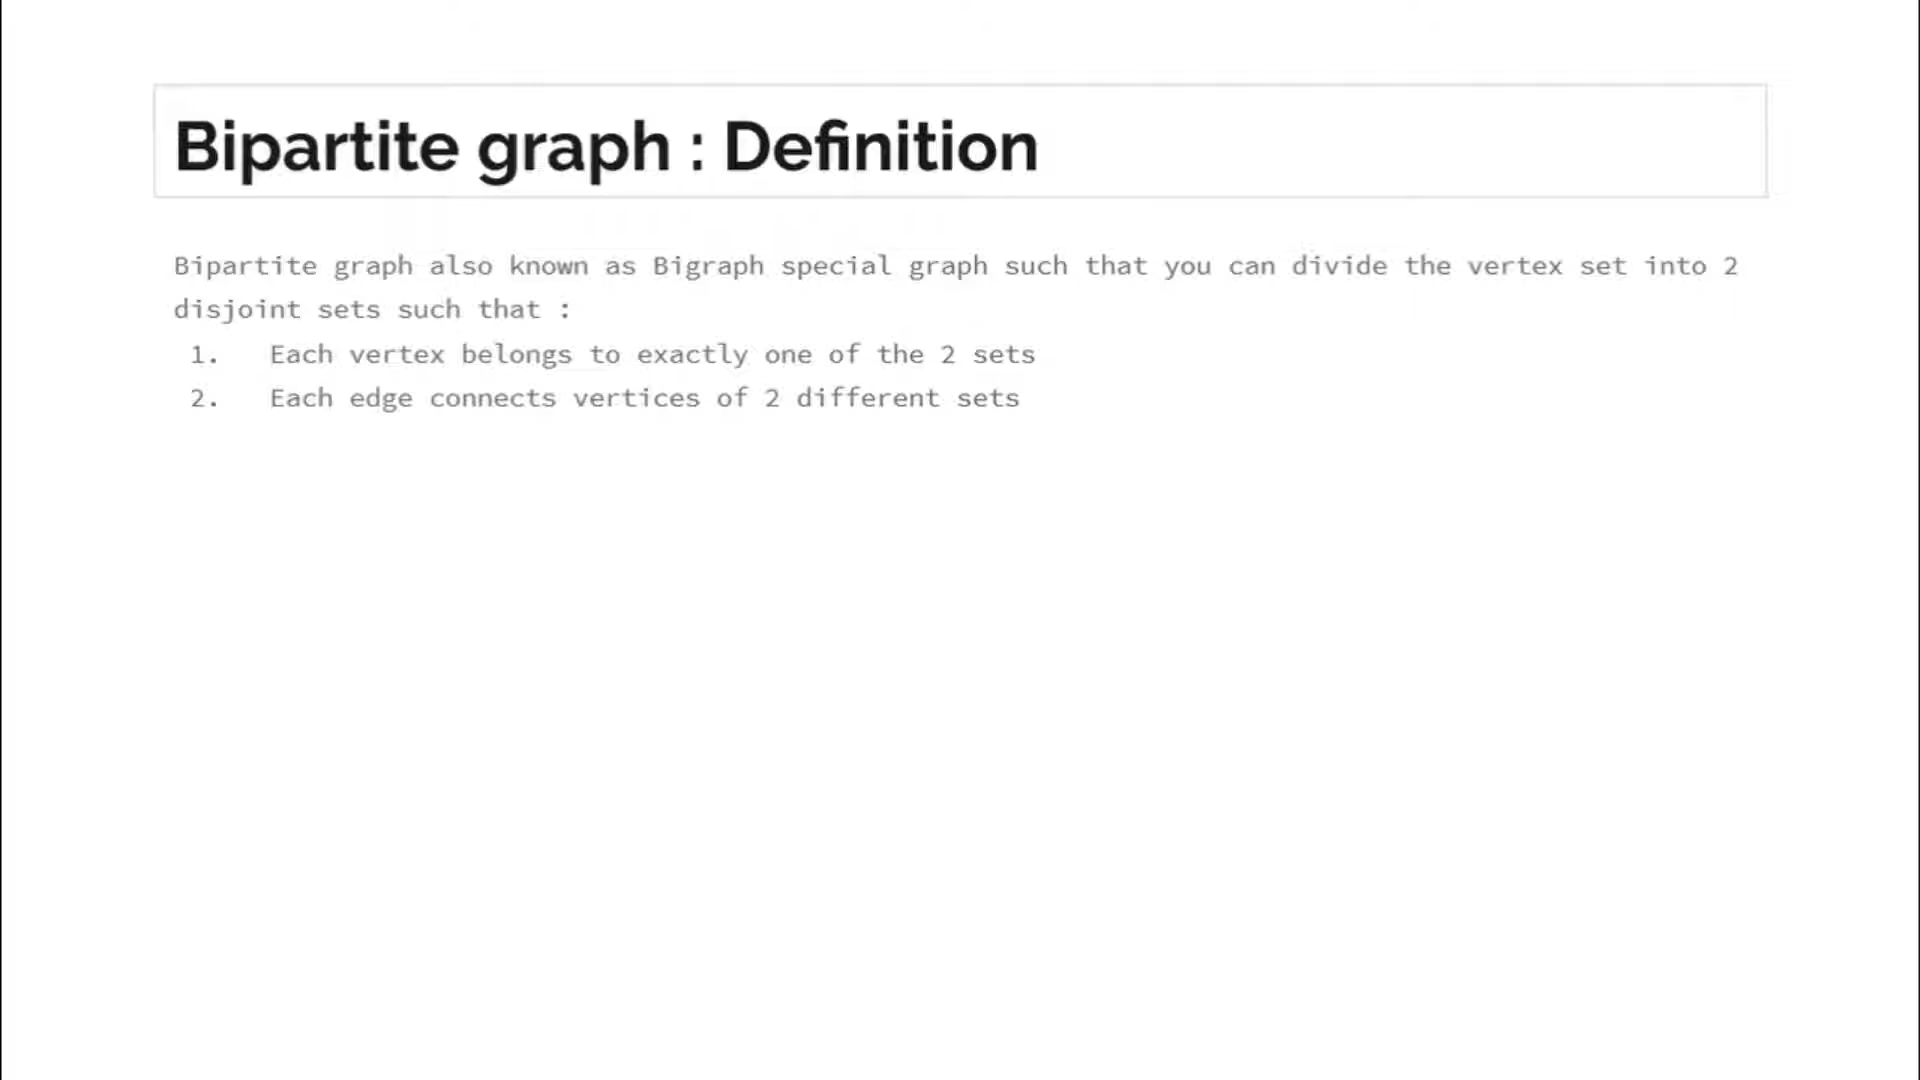 Bipartite graph : Definition
Bipartite graph also known as Bigraph special graph such that you can divide the vertex set into 2
disjoint sets such that :
1. Each vertex belongs to exactly one of the 2 sets
2. Each edge connects vertices of 2 different sets